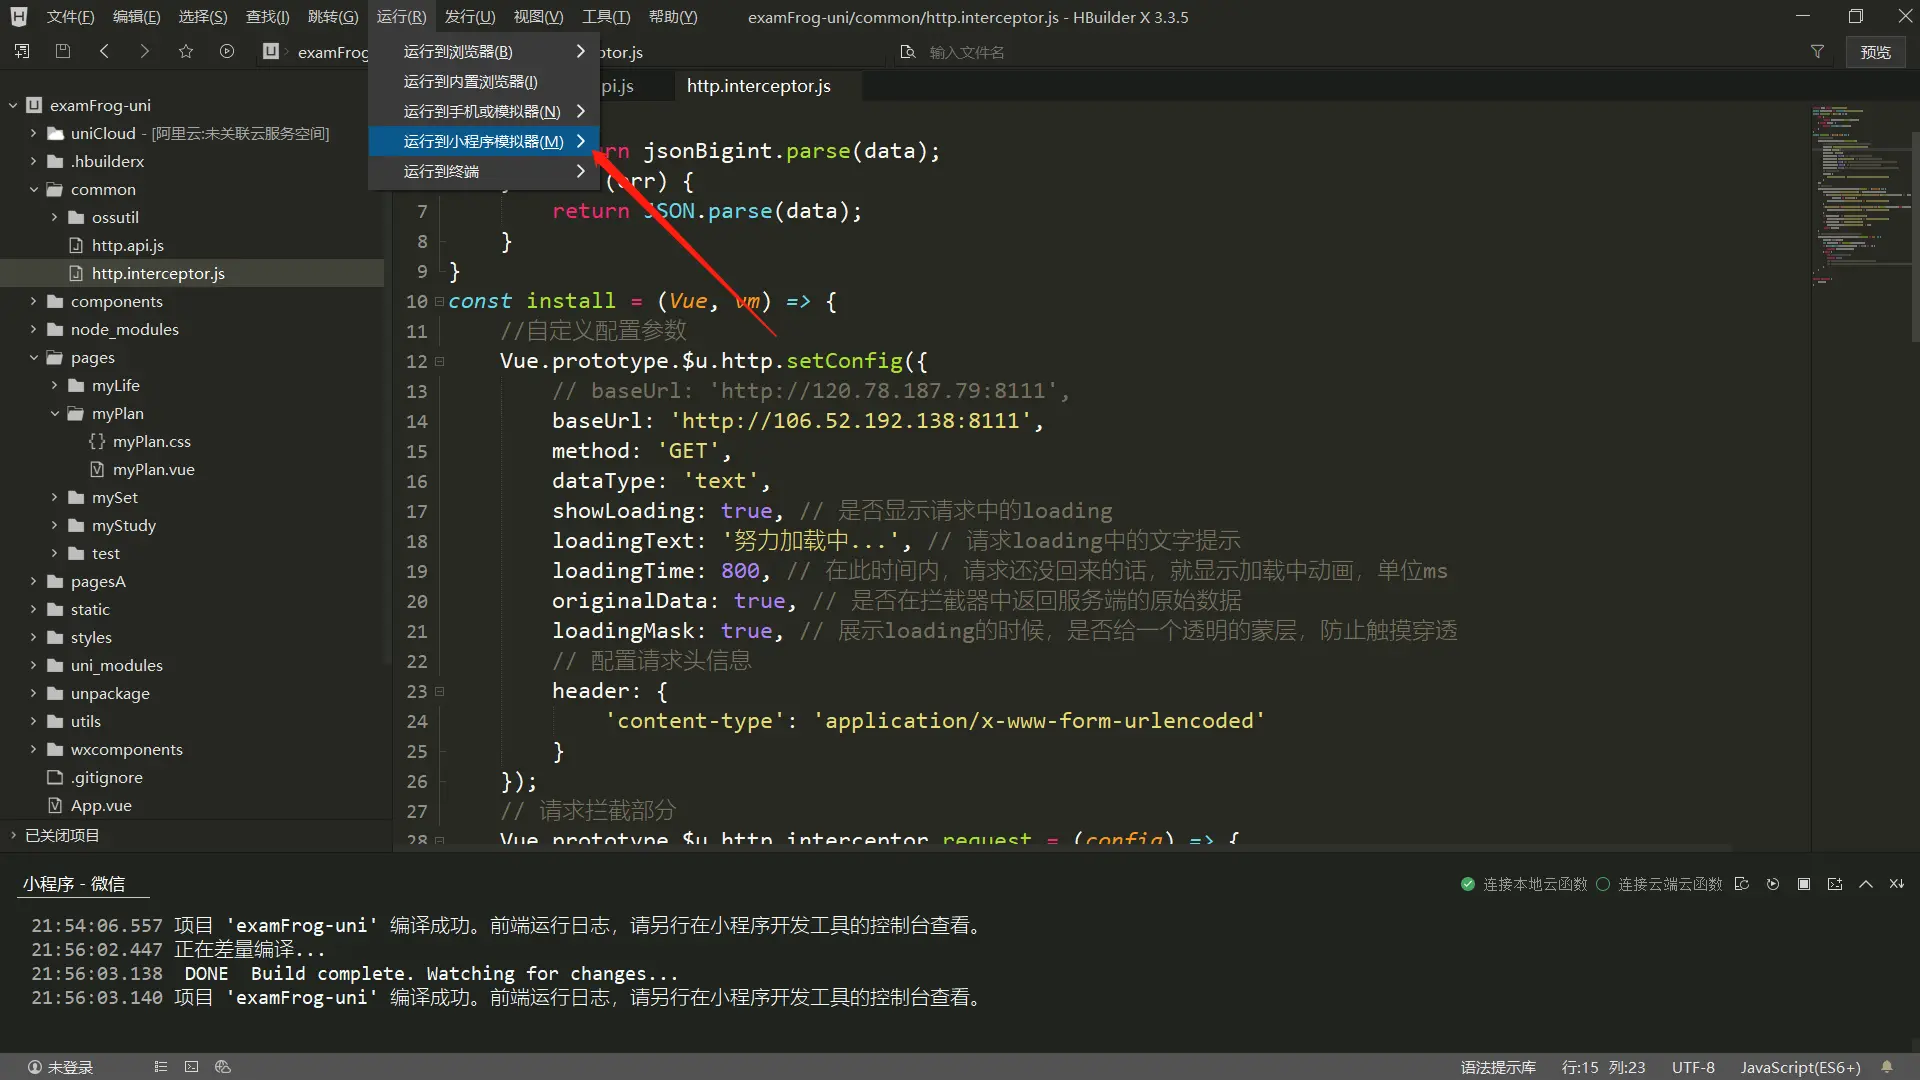 文件(F) 编辑(E) 选择(S) 查找(I) 跳转(G) 运行(R) 发行(U) 视图(V) 工具(T) 帮助(Y) examFrog-uni/common/http.interceptor.js - HBuilder X 3.3.5
examFrog
ptor.js
输入文件名
预览
运行到浏览器(B)
运行到内置浏览器(I)
运行到手机或模拟器(N)
运行到小程序模拟器(M)
运行到终端
pi.js
http.interceptor.js
examFrog-uni
uniCloud - [阿里云:未关联云服务空间]
.hbuilderx
common
ossutil
http.api.js
http.interceptor.js
components
node_modules
pages
myLife
myPlan
myPlan.css
myPlan.vue
mySet
myStudy
test
pagesA
static
styles
uni_modules
unpackage
utils
wxcomponents
.gitignore
App.vue
已关闭项目
rn jsonBigint.parse(data);
(err) {
7 return JSON.parse(data);
8 }
9 }
10 const install = (Vue, vm) => {
11 //自定义配置参数
12 Vue.prototype.$u.http.setConfig({
13 // baseUrl: 'http://120.78.187.79:8111',
14 baseUrl: 'http://106.52.192.138:8111',
15 method: 'GET',
16 dataType: 'text',
17 showLoading: true, // 是否显示请求中的loading
18 loadingText: '努力加载中...', // 请求loading中的文字提示
19 loadingTime: 800, // 在此时间内，请求还没回来的话，就显示加载中动画，单位ms
20 originalData: true, // 是否在拦截器中返回服务端的原始数据
21 loadingMask: true, // 展示loading的时候，是否给一个透明的蒙层，防止触摸穿透
22 // 配置请求头信息
23 header: {
24 'content-type': 'application/x-www-form-urlencoded'
25 }
26 });
27 // 请求拦截部分
28 Vue.prototype.$u.http.interceptor.request = (config) => {
小程序 - 微信
连接本地云函数 连接云端云函数
21:54:06.557 项目 'examFrog-uni' 编译成功。前端运行日志，请另行在小程序开发工具的控制台查看。
21:56:02.447 正在差量编译...
21:56:03.138 DONE Build complete. Watching for changes...
21:56:03.140 项目 'examFrog-uni' 编译成功。前端运行日志，请另行在小程序开发工具的控制台查看。
未登录
语法提示库 行:15 列:23 UTF-8 JavaScript(ES6+)